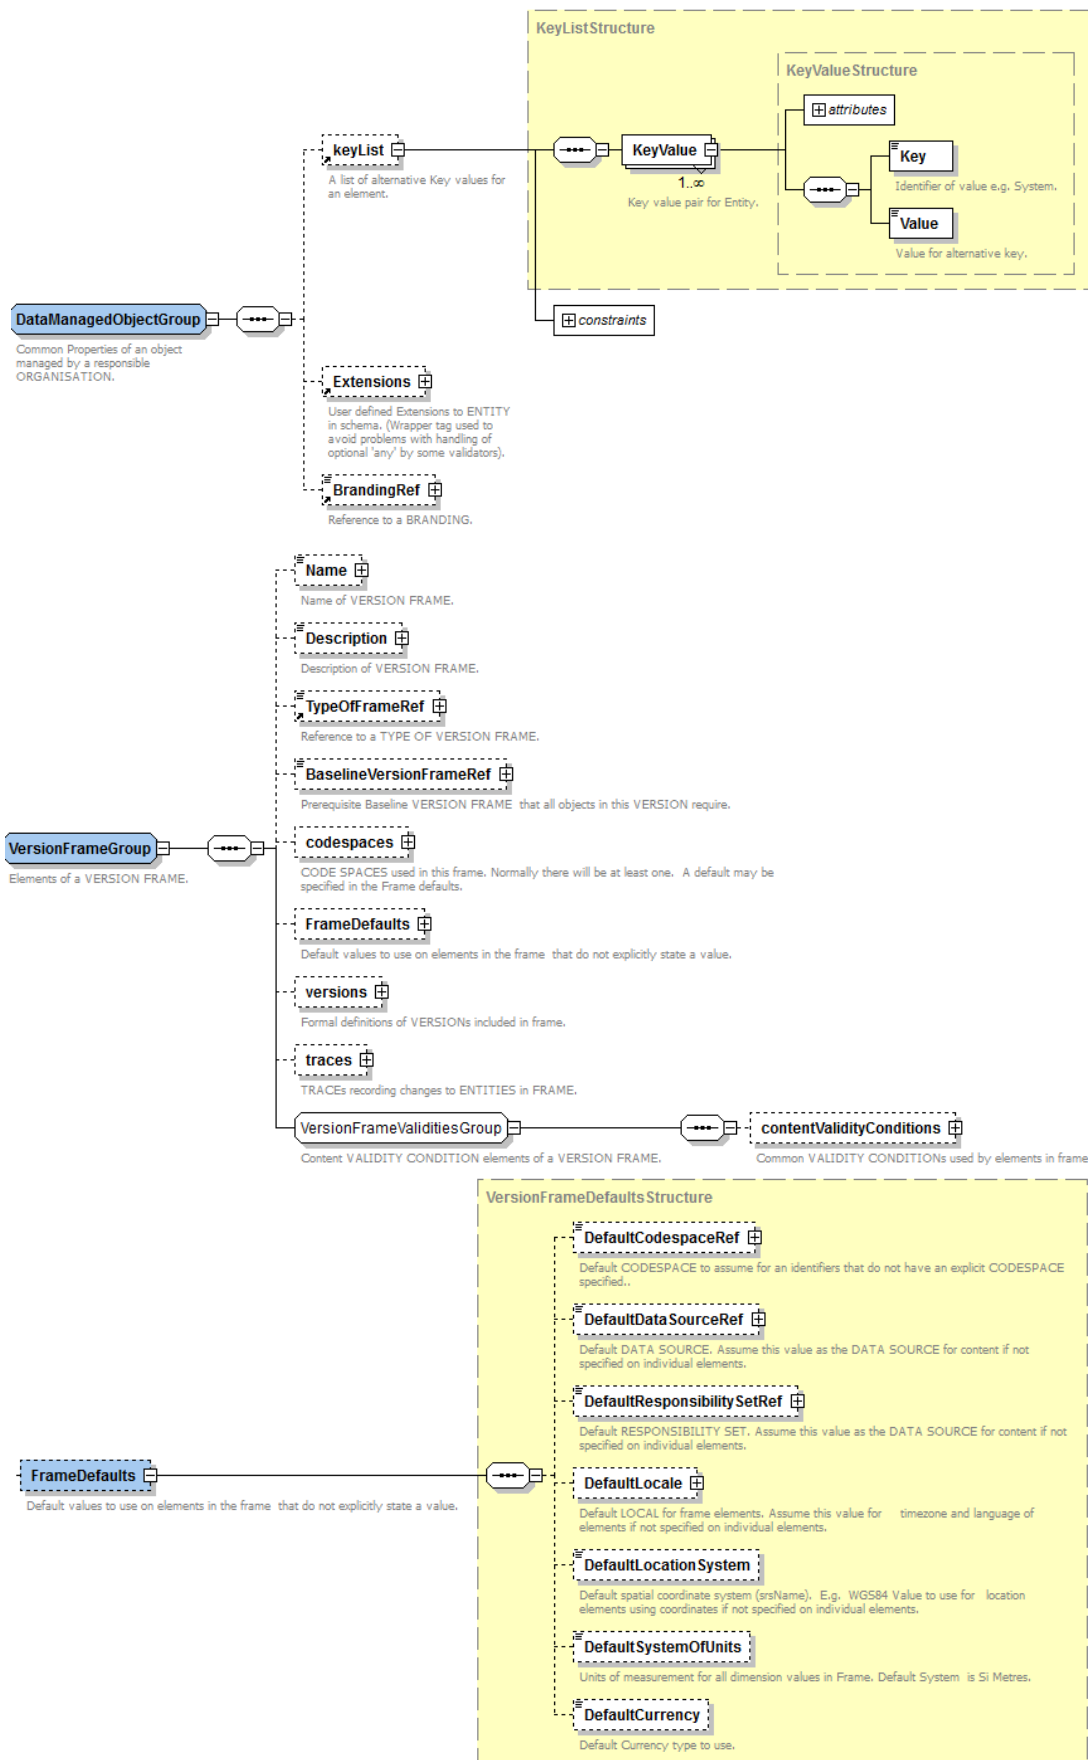 KeyListStructure
KeyValueStructure
attributes
keyList
KeyValue
Key
1..∞
A list of alternative Key values for
an element.
Key value pair for Entity.
Identifier of value e.g. System.
Value
Value for alternative key.
DataManagedObjectGroup
constraints
Common Properties of an object
managed by a responsible
ORGANISATION.
Extensions
User defined Extensions to ENTITY
in schema. (Wrapper tag used to
avoid problems with handling of
optional 'any' by some validators).
BrandingRef
Reference to a BRANDING.
Name
Name of VERSION FRAME.
Description
Description of VERSION FRAME.
TypeOfFrameRef
Reference to a TYPE OF VERSION FRAME.
BaselineVersionFrameRef
Prerequisite Baseline VERSION FRAME that all objects in this VERSION require.
VersionFrameGroup
Elements of a VERSION FRAME.
codespaces
CODE SPACES used in this frame. Normally there will be at least one. A default may be
specified in the Frame defaults.
FrameDefaults
Default values to use on elements in the frame that do not explicitly state a value.
versions
Formal definitions of VERSIONs included in frame.
traces
TRACEs recording changes to ENTITIES in FRAME.
VersionFrameValiditiesGroup
contentValidityConditions
Content VALIDITY CONDITION elements of a VERSION FRAME.
Common VALIDITY CONDITIONs used by elements in frame
VersionFrameDefaultsStructure
DefaultCodespaceRef
Default CODESPACE to assume for an identifiers that do not have an explicit CODESPACE
specified..
DefaultDataSourceRef
Default DATA SOURCE. Assume this value as the DATA SOURCE for content if not
specified on individual elements.
DefaultResponsibilitySetRef
Default RESPONSIBILITY SET. Assume this value as the DATA SOURCE for content if not
specified on individual elements.
FrameDefaults
Default values to use on elements in the frame that do not explicitly state a value.
DefaultLocale
Default LOCAL for frame elements. Assume this value for timezone and language of
elements if not specified on individual elements.
DefaultLocationSystem
Default spatial coordinate system (srsName). E.g. WGS84 Value to use for location
elements using coordinates if not specified on individual elements.
DefaultSystemOfUnits
Units of measurement for all dimension values in Frame. Default System is Si Metres.
DefaultCurrency
Default Currency type to use.